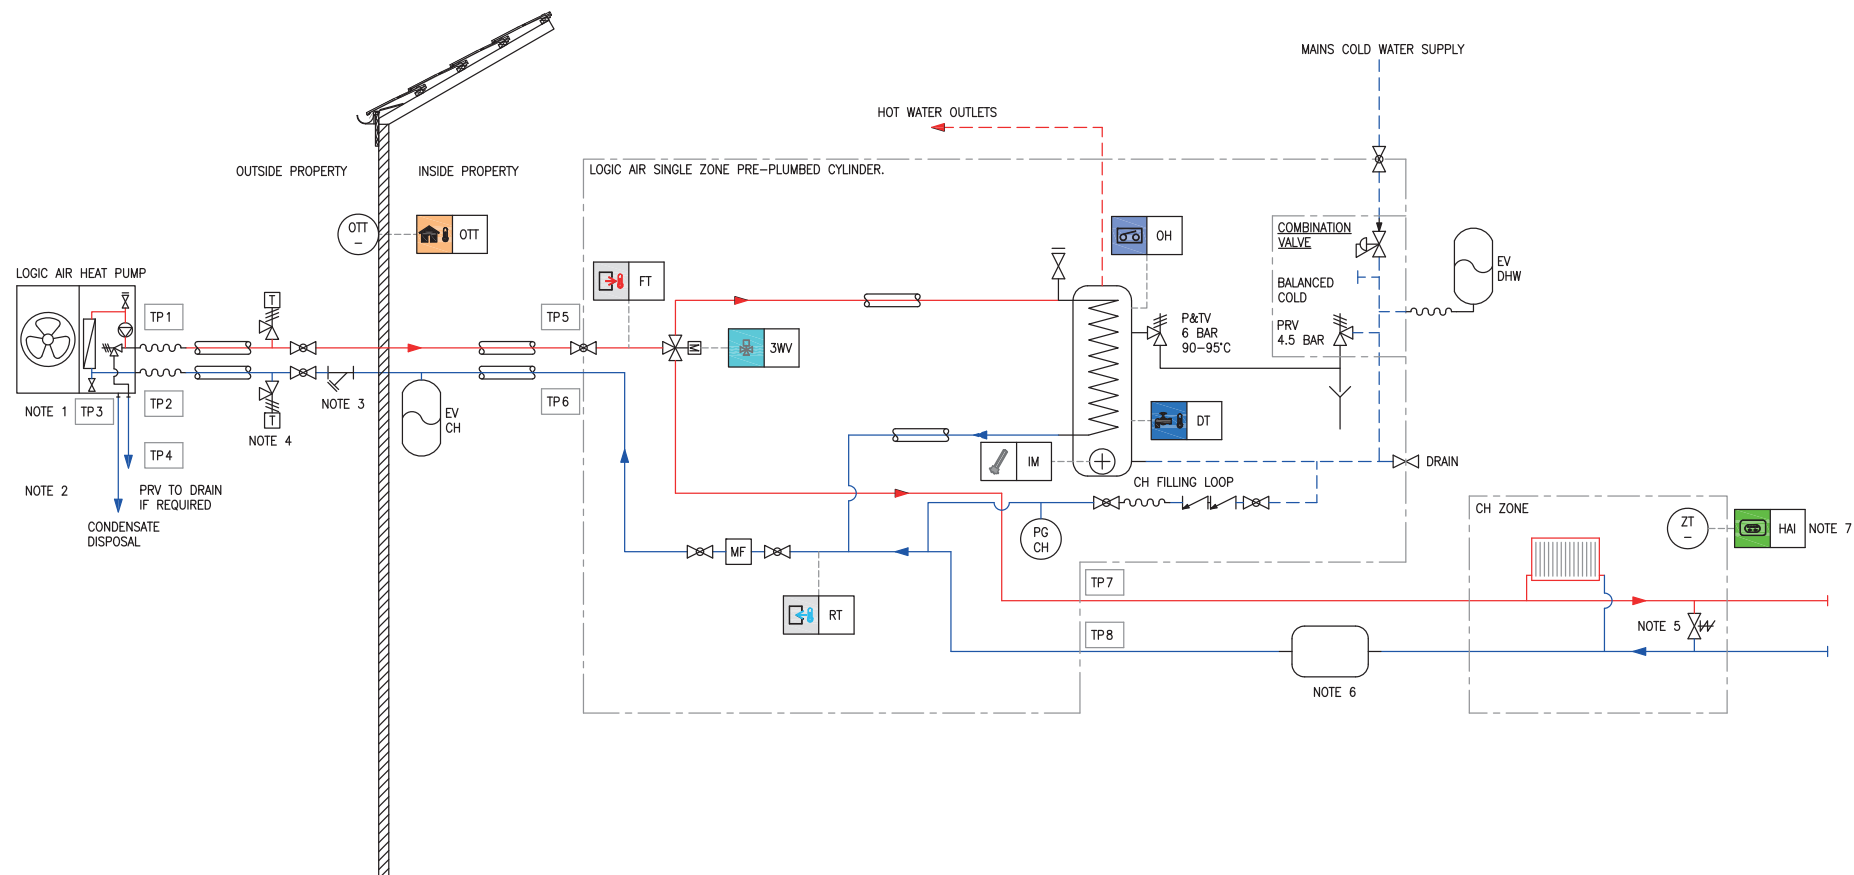 MAINS COLD WATER SUPPLY
HOT WATER OUTLETS
OUTSIDE PROPERTY
INSIDE PROPERTY
LOGIC AIR SINGLE ZONE PRE-PLUMBED CYLINDER.
OTT
–
OTT
OH
COMBINATION
VALVE
EV
DHW
LOGIC AIR HEAT PUMP
FT
BALANCED
COLD
T
TP1
TP5
P&TV
6 BAR
90-95°C
PRV
4.5 BAR
M
3WV
NOTE 1
TP3
TP2
NOTE 3
EV
CH
TP6
T
NOTE 4
DT
TP4
IM
DRAIN
NOTE 2
PRV TO DRAIN
IF REQUIRED
CH FILLING LOOP
CONDENSATE
DISPOSAL
PG
CH
CH ZONE
ZT
–
HAI
NOTE 7
MF
TP7
RT
TP8
NOTE 5
NOTE 6